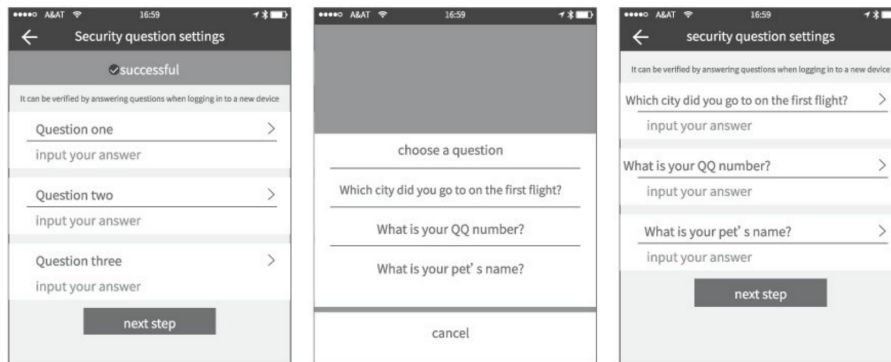 A&AT 16:59
Security question settings
successful
It can be verified by answering questions when logging in to a new device
Question one
input your answer
Question two
input your answer
Question three
input your answer
next step
A&AT 16:59
choose a question
Which city did you go to on the first flight?
What is your QQ number?
What is your pet's name?
cancel
A&AT 16:59
security question settings
It can be verified by answering questions when logging in to a new device
Which city did you go to on the first flight?
input your answer
What is your QQ number?
input your answer
What is your pet's name?
input your answer
next step